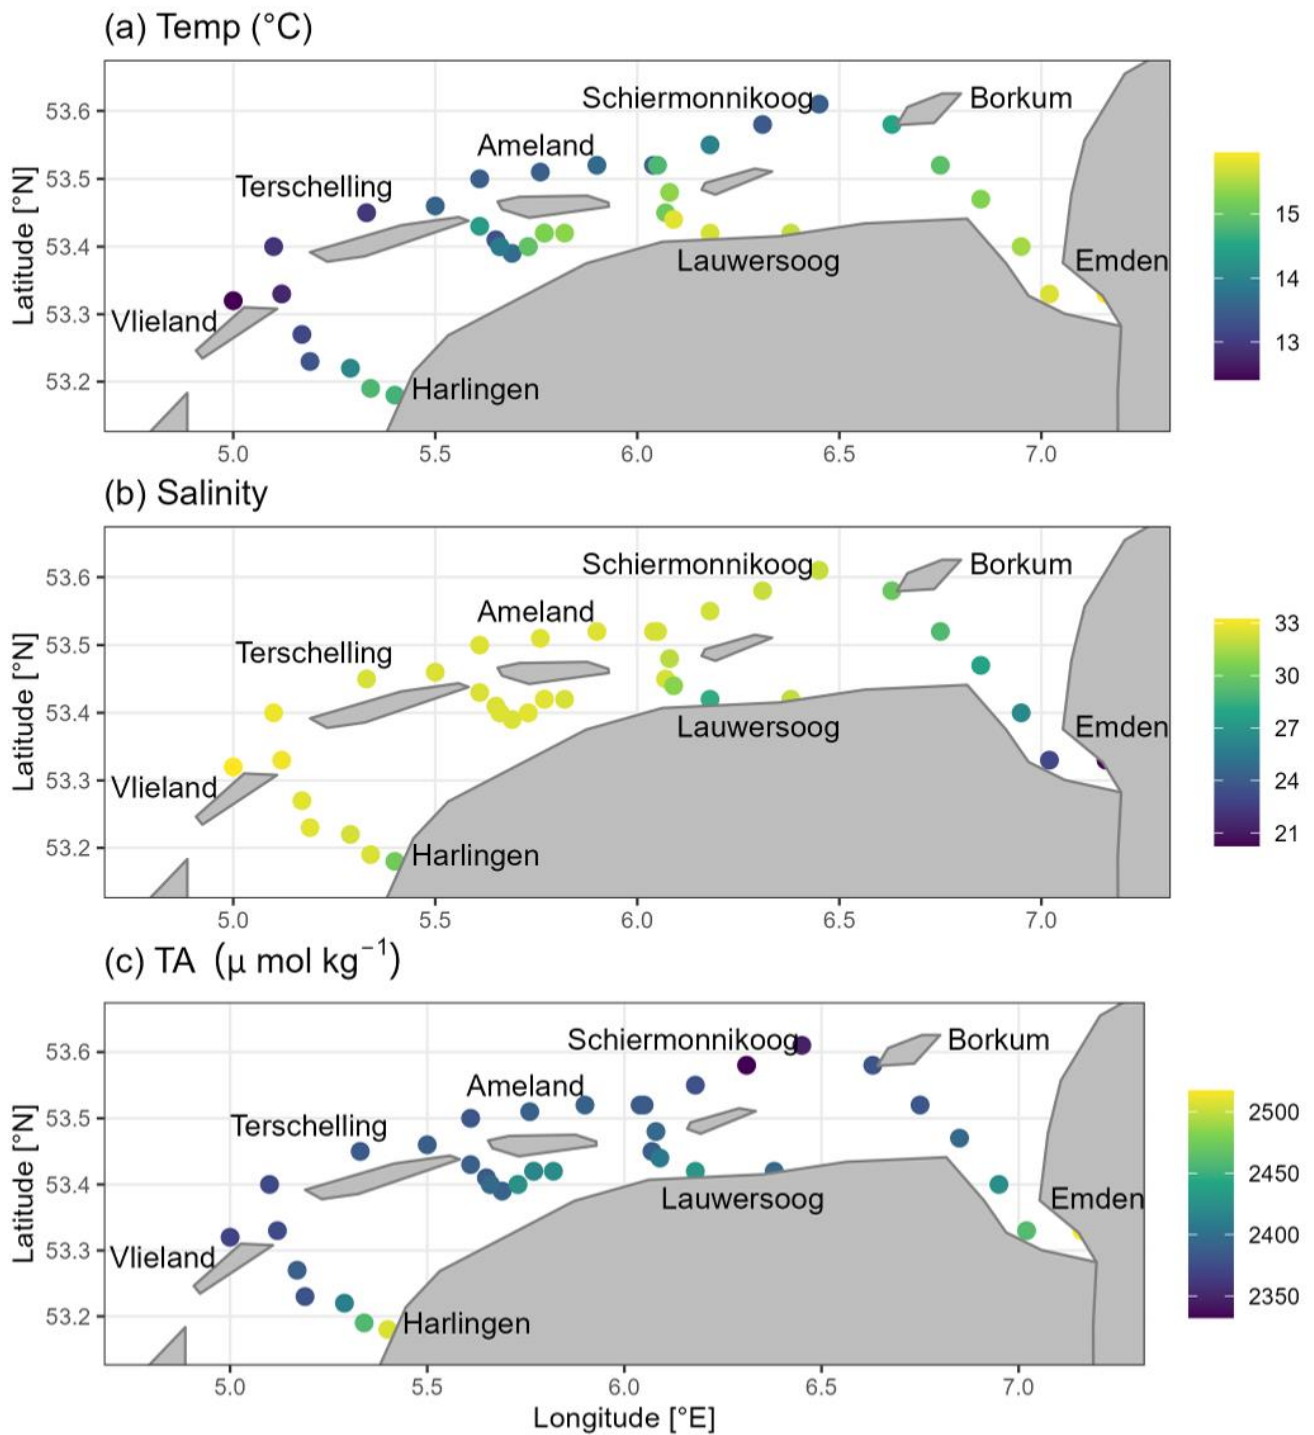 (a) Temp (°C)
53.6
53.5
53.4
53.3
53.2
Latitude [°N]
Schiermonnikoog
Borkum
Ameland
Terschelling
Lauwersoog
Emden
Vlieland
Harlingen
15
14
13
5.0 5.5 6.0 6.5 7.0
(b) Salinity
53.6
53.5
53.4
53.3
53.2
Latitude [°N]
Schiermonnikoog
Borkum
Ameland
Terschelling
Lauwersoog
Emden
Vlieland
Harlingen
33
30
27
24
21
5.0 5.5 6.0 6.5 7.0
(c) TA (μ mol kg⁻¹)
53.6
53.5
53.4
53.3
53.2
Latitude [°N]
Schiermonnikoog
Borkum
Ameland
Terschelling
Lauwersoog
Emden
Vlieland
Harlingen
2500
2450
2400
2350
5.0 5.5 6.0 6.5 7.0
Longitude [°E]